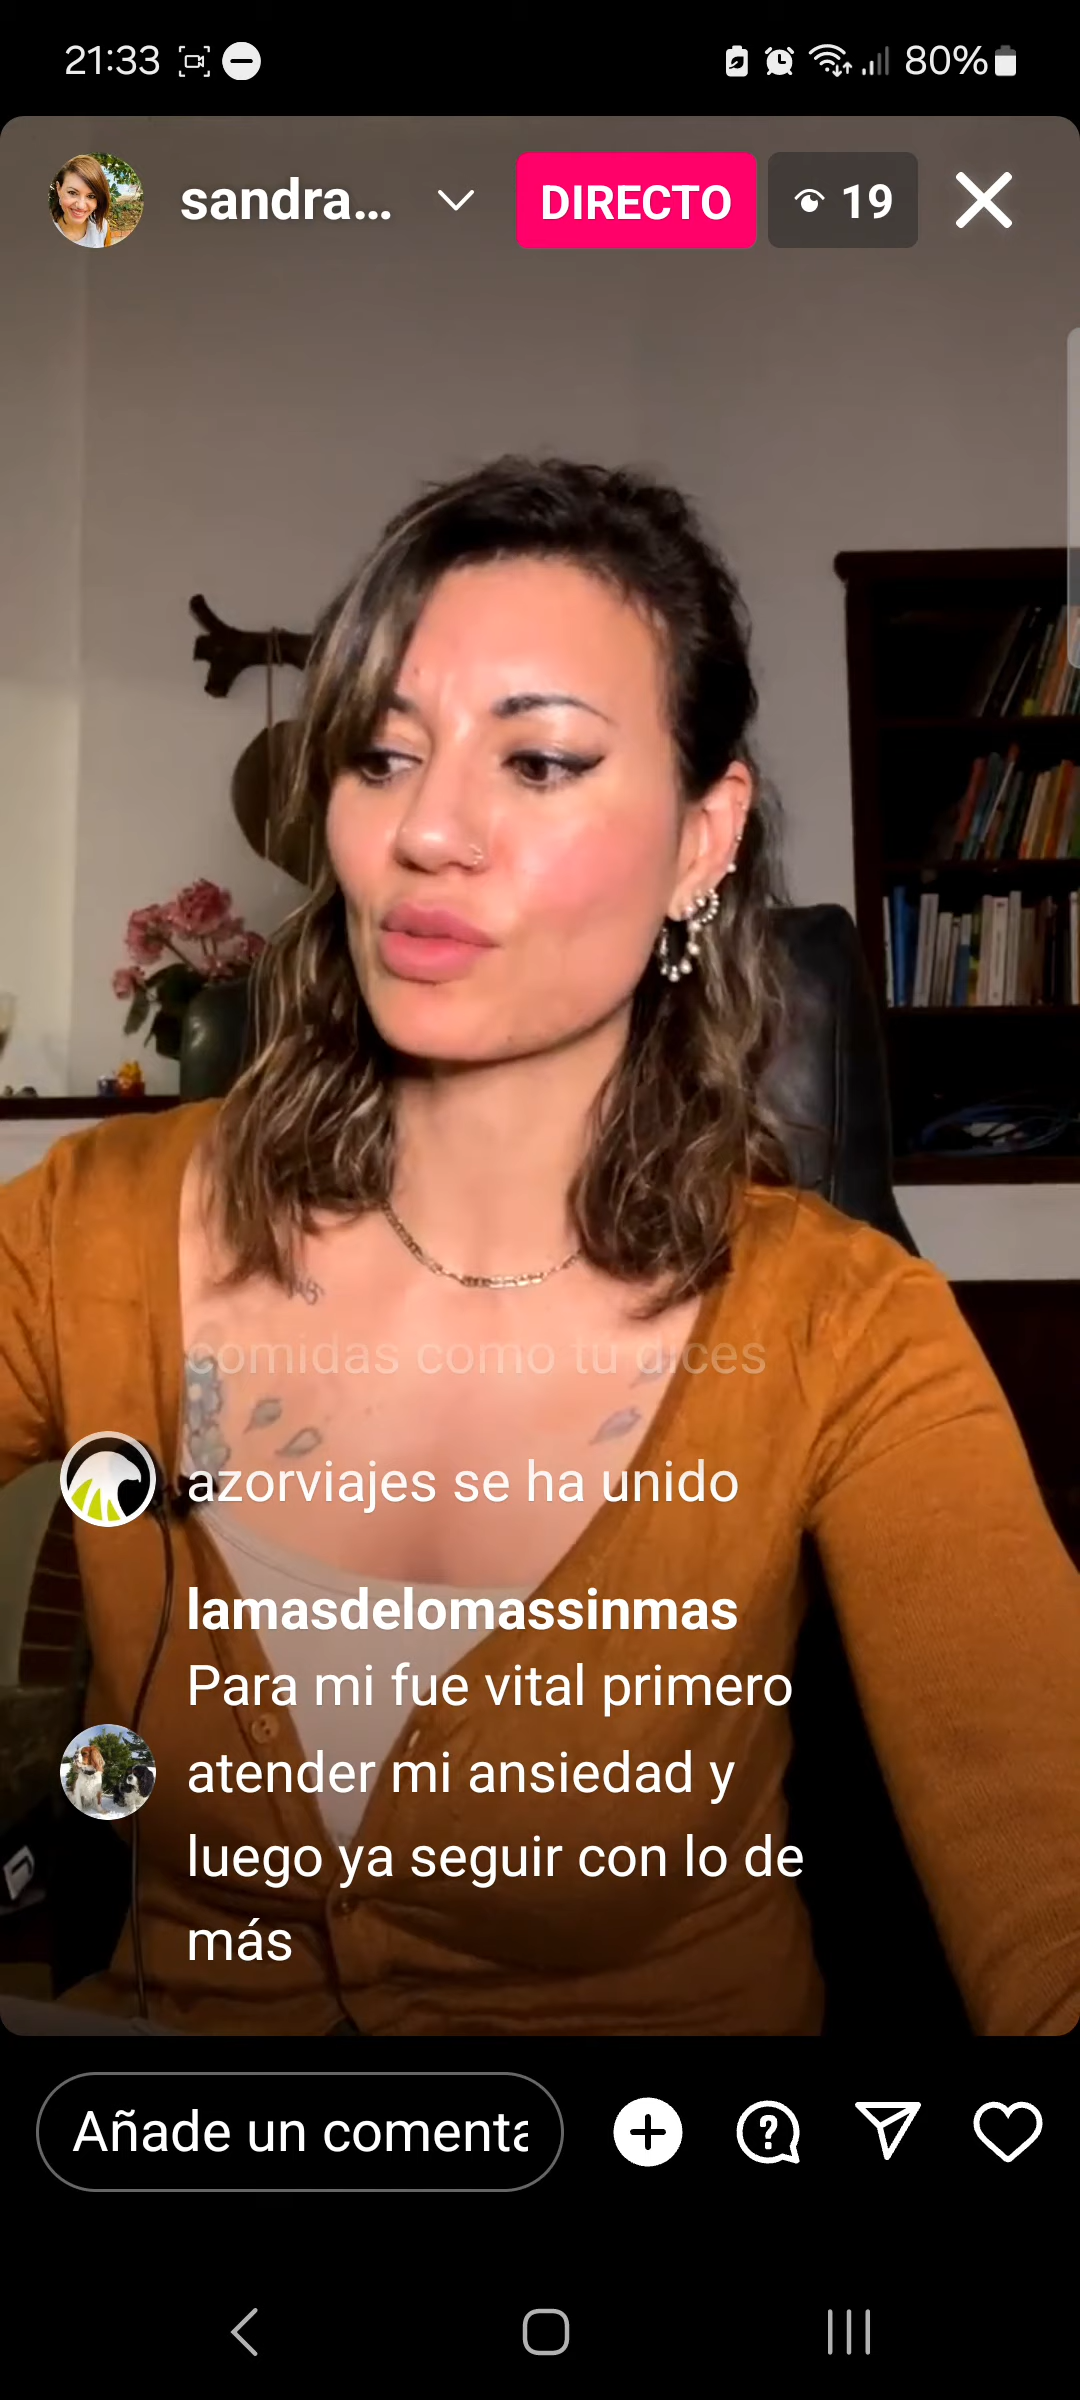 21:33
80%
sandra...
DIRECTO
19
comidas como tu dices
azorviajes se ha unido
lamasdelomassinmas
Para mi fue vital primero
atender mi ansiedad y
luego ya seguir con lo de
más
Añade un comenta